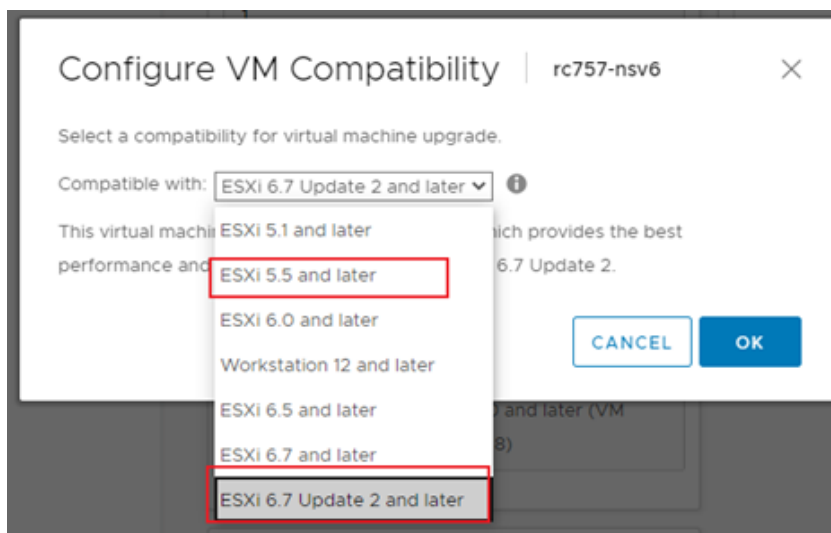 Configure VM Compatibility rc757-nsv6
Select a compatibility for virtual machine upgrade.
Compatible with: ESXi 6.7 Update 2 and later
This virtual machi
ESXi 5.1 and later
ich provides the best
performance and
ESXi 5.5 and later
6.7 Update 2.
ESXi 6.0 and later
CANCEL OK
Workstation 12 and later
ESXi 6.5 and later
and later (VM
ESXi 6.7 and later
8)
ESXi 6.7 Update 2 and later